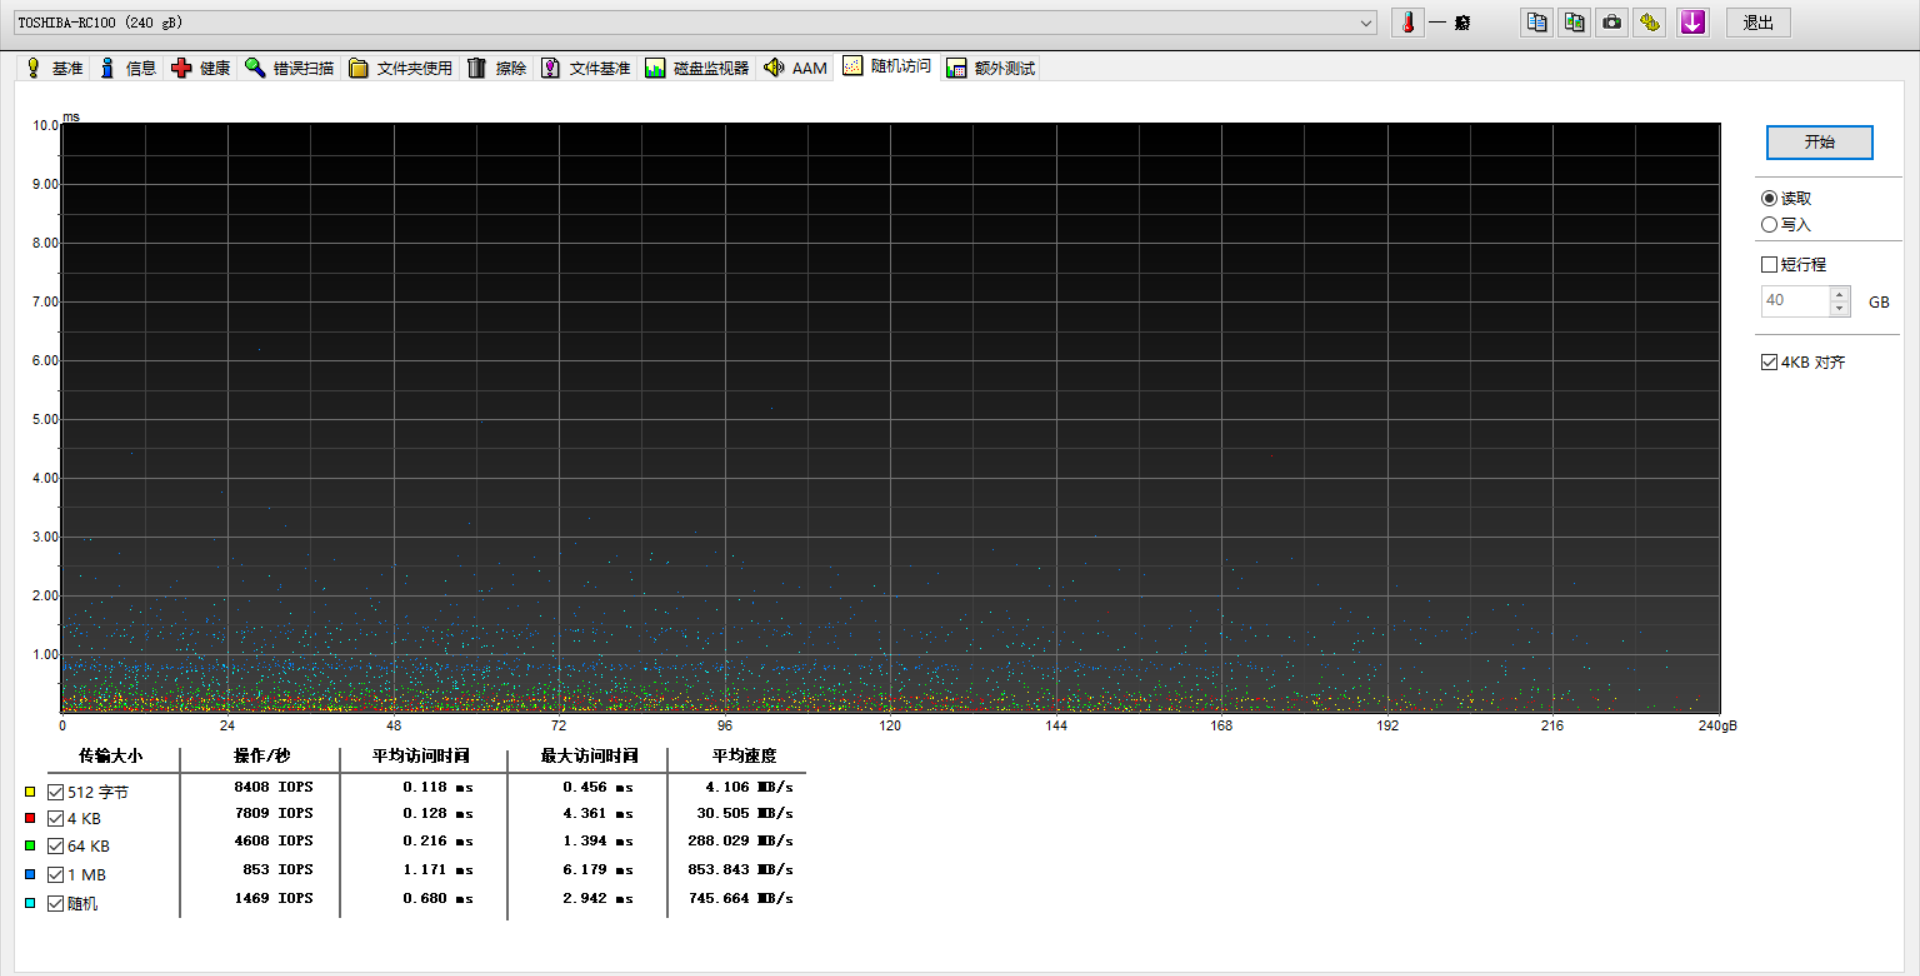 TOSHIBA-RC100 (240 gB)
退出
基准 信息 健康 错误扫描 文件夹使用 擦除 文件基准 磁盘监视器 AAM 随机访问 额外测试
ms
10.0
9.00
8.00
7.00
6.00
5.00
4.00
3.00
2.00
1.00
0 24 48 72 96 120 144 168 192 216 240gB
开始
读取
写入
短行程
40 GB
4KB 对齐
传输大小 操作/秒 平均访问时间 最大访问时间 平均速度
512 字节 8408 IOPS 0.118 ms 0.456 ms 4.106 MB/s
4 KB 7809 IOPS 0.128 ms 4.361 ms 30.505 MB/s
64 KB 4608 IOPS 0.216 ms 1.394 ms 288.029 MB/s
1 MB 853 IOPS 1.171 ms 6.179 ms 853.843 MB/s
随机 1469 IOPS 0.680 ms 2.942 ms 745.664 MB/s